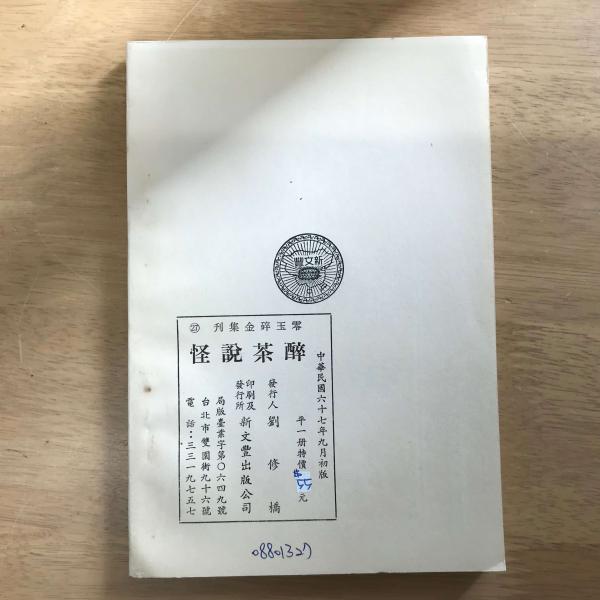 新文豐
零玉碎金集刊 ㉗
醉茶說怪
中華民國六十七年九月初版
平一冊特價 55 元
發行人 劉修橋
印刷及發行所 新文豐出版公司
局版臺業字第〇六四九號
台北市雙園街九十六號
電話：三三一九七五七
08801327